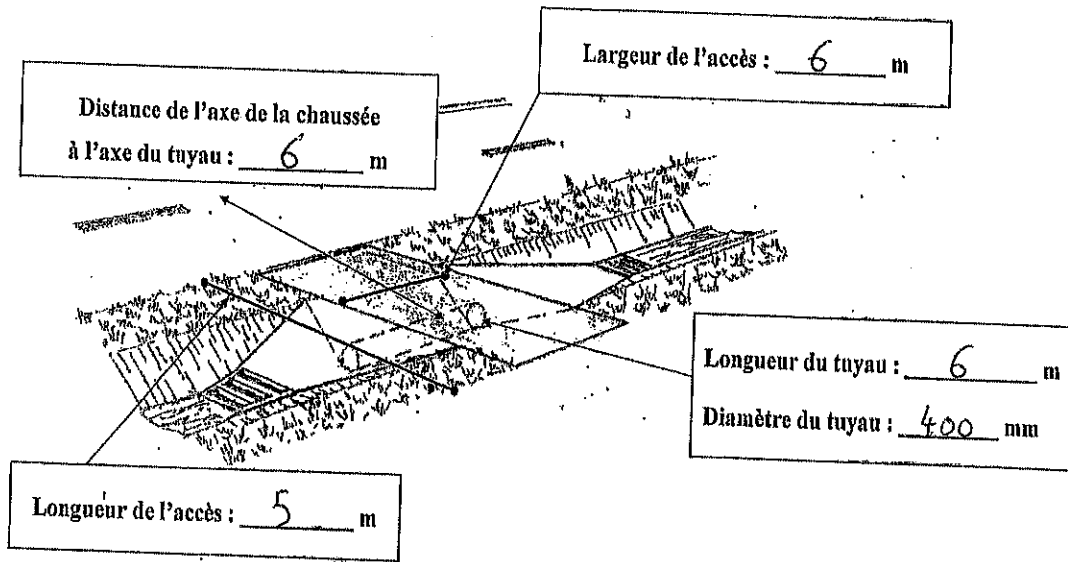 Largeur de l'accès : 6 m
Distance de l'axe de la chaussée
à l'axe du tuyau : 6 m
Longueur du tuyau : 6 m
Diamètre du tuyau : 400 mm
Longueur de l'accès : 5 m